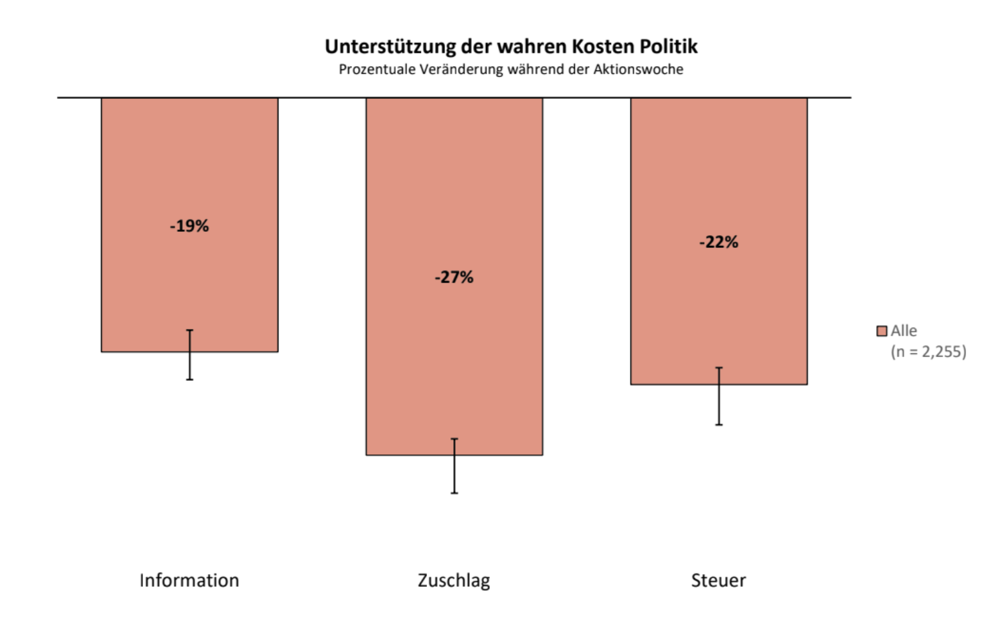 Unterstützung der wahren Kosten Politik
Prozentuale Veränderung während der Aktionswoche
-19%
-27%
-22%
Alle
(n = 2,255)
Information
Zuschlag
Steuer